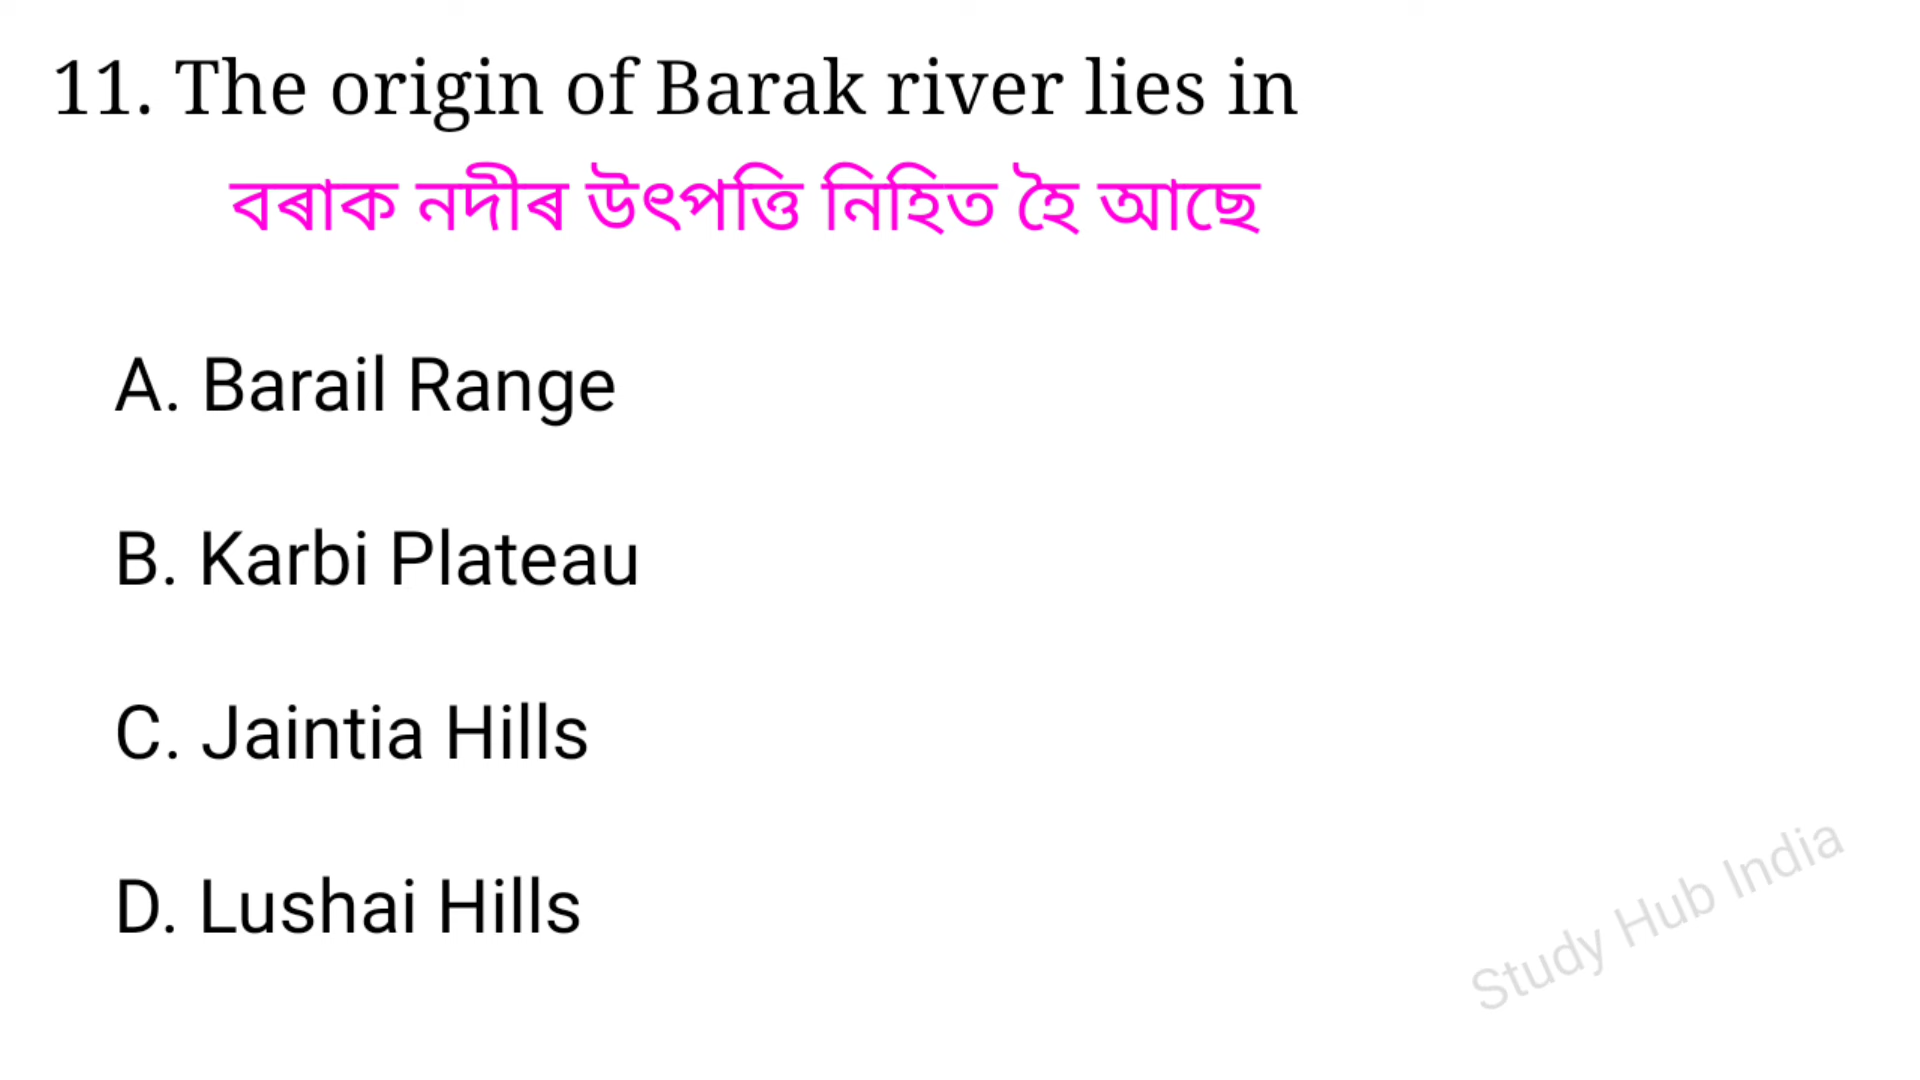 11. The origin of Barak river lies in
বৰাক নদীৰ উৎপত্তি নিহিত হৈ আছে
A. Barail Range
B. Karbi Plateau
C. Jaintia Hills
D. Lushai Hills
Study Hub India